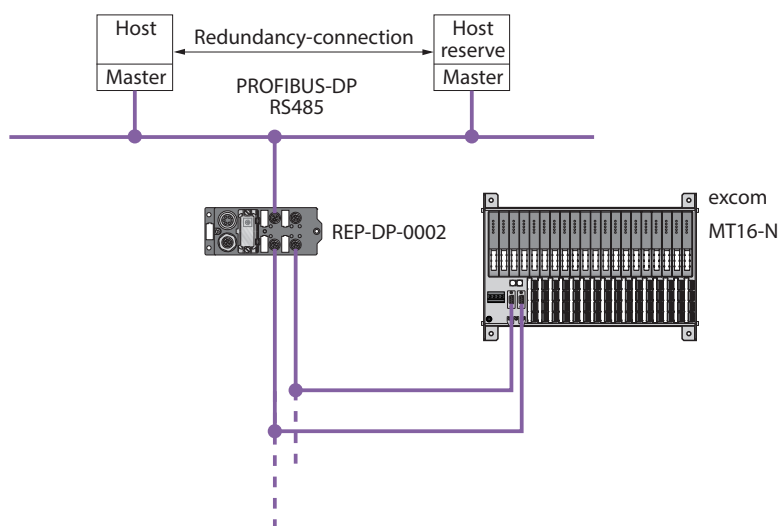 Host
Master
Redundancy-connection
Host
reserve
Master
PROFIBUS-DP
RS485
REP-DP-0002
excom
MT16-N